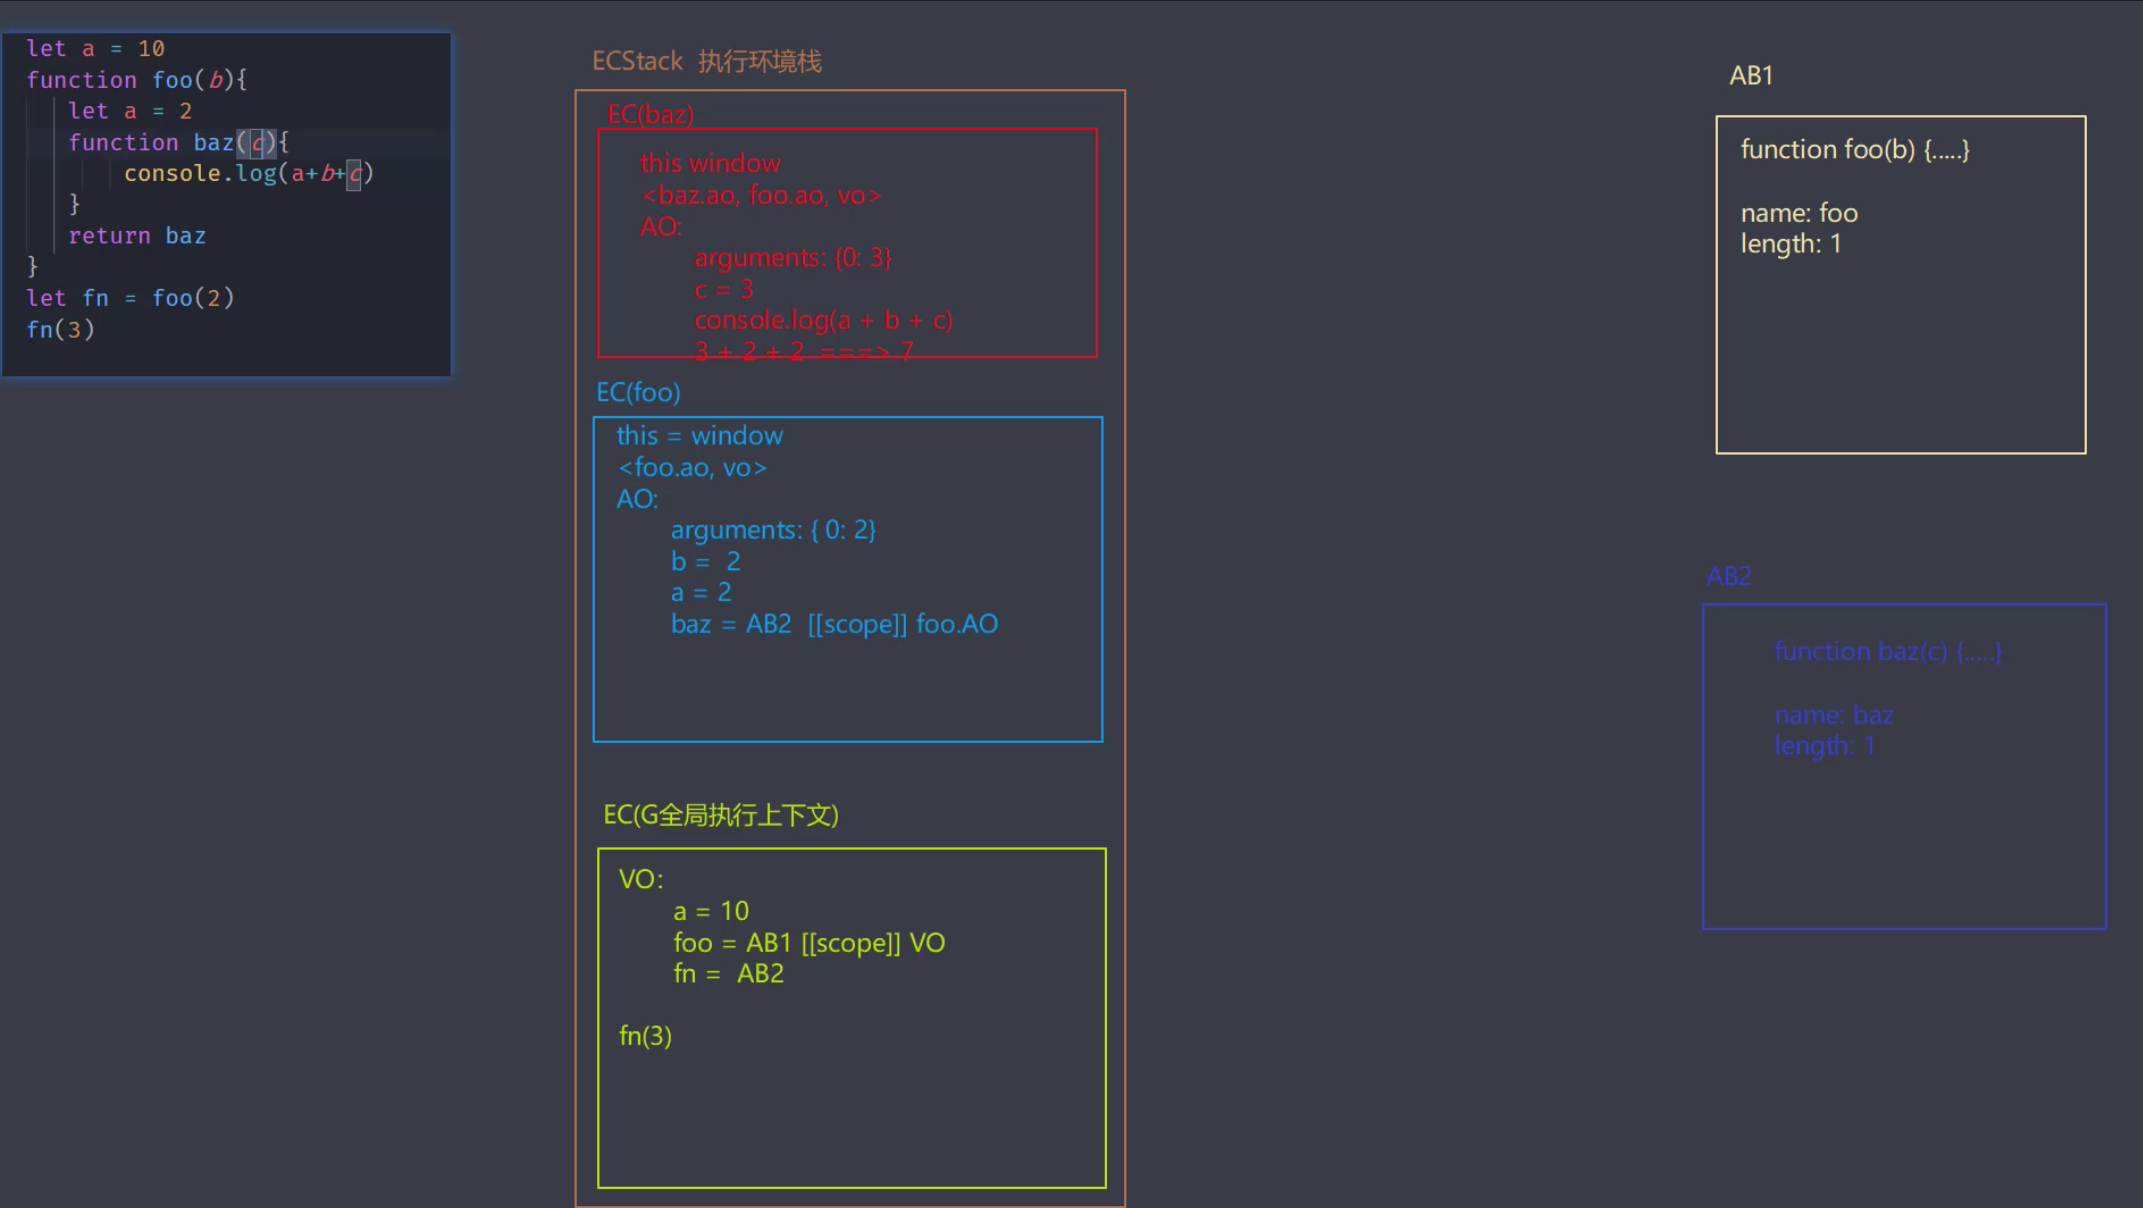 let a = 10
function foo(b){
let a = 2
function baz(c){
console.log(a+b+c)
}
return baz
}
let fn = foo(2)
fn(3)
ECStack 执行环境栈
EC(baz)
this window
<baz.ao, foo.ao, vo>
AO:
arguments: {0: 3}
c = 3
console.log(a + b + c)
3 + 2 + 2 ===> 7
EC(foo)
this = window
<foo.ao, vo>
AO:
arguments: { 0: 2}
b = 2
a = 2
baz = AB2 [[scope]] foo.AO
EC(G全局执行上下文)
VO:
a = 10
foo = AB1 [[scope]] VO
fn = AB2
fn(3)
AB1
function foo(b) {.....}
name: foo
length: 1
AB2
function baz(c) {.....}
name: baz
length: 1